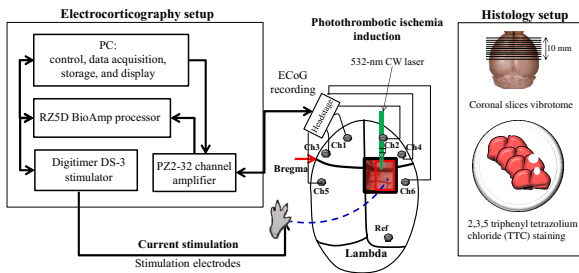 Electrocorticography setup
PC:
control, data acquisition,
storage, and display
RZ5D BioAmp processor
Digitimer DS-3
stimulator
PZ2-32 channel
amplifier
Current stimulation
Stimulation electrodes
Photothrombotic ischemia
induction
ECoG
recording
532-nm CW laser
Headstage
Ch3
Ch1
Ch2
Ch4
Bregma
Ch5
Ch6
Ref
Lambda
Histology setup
10 mm
Coronal slices vibrotome
2,3,5 triphenyl tetrazolium
chloride (TTC) staining